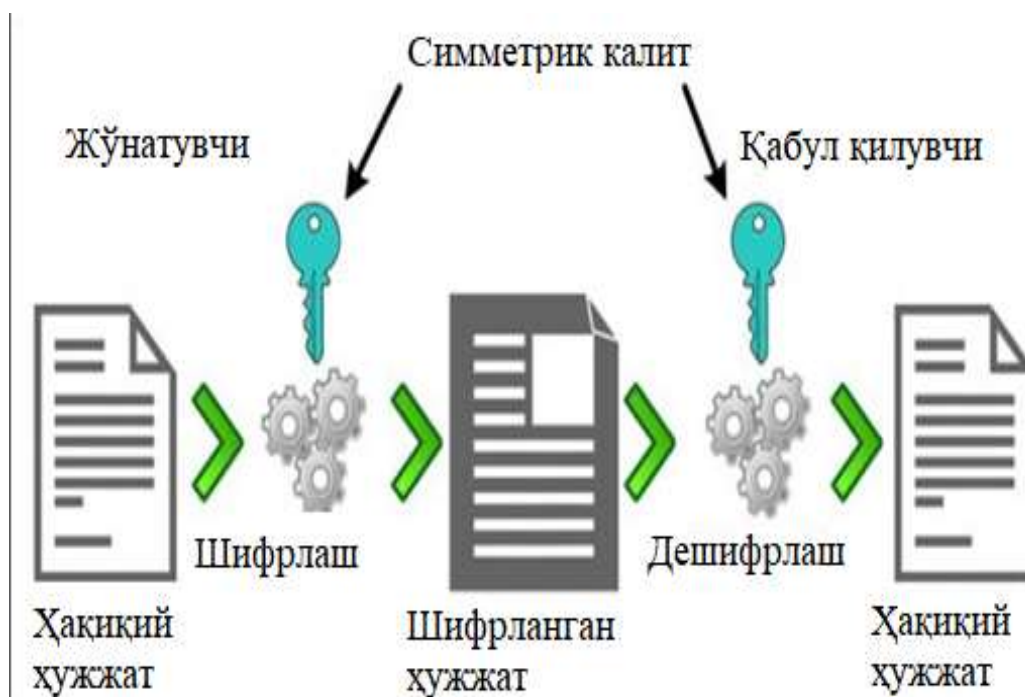 Симметрик калит
Жўнатувчи
Қабул қилувчи
Шифрлаш
Дешифрлаш
Ҳақиқий
ҳужжат
Шифрланган
ҳужжат
Ҳақиқий
ҳужжат